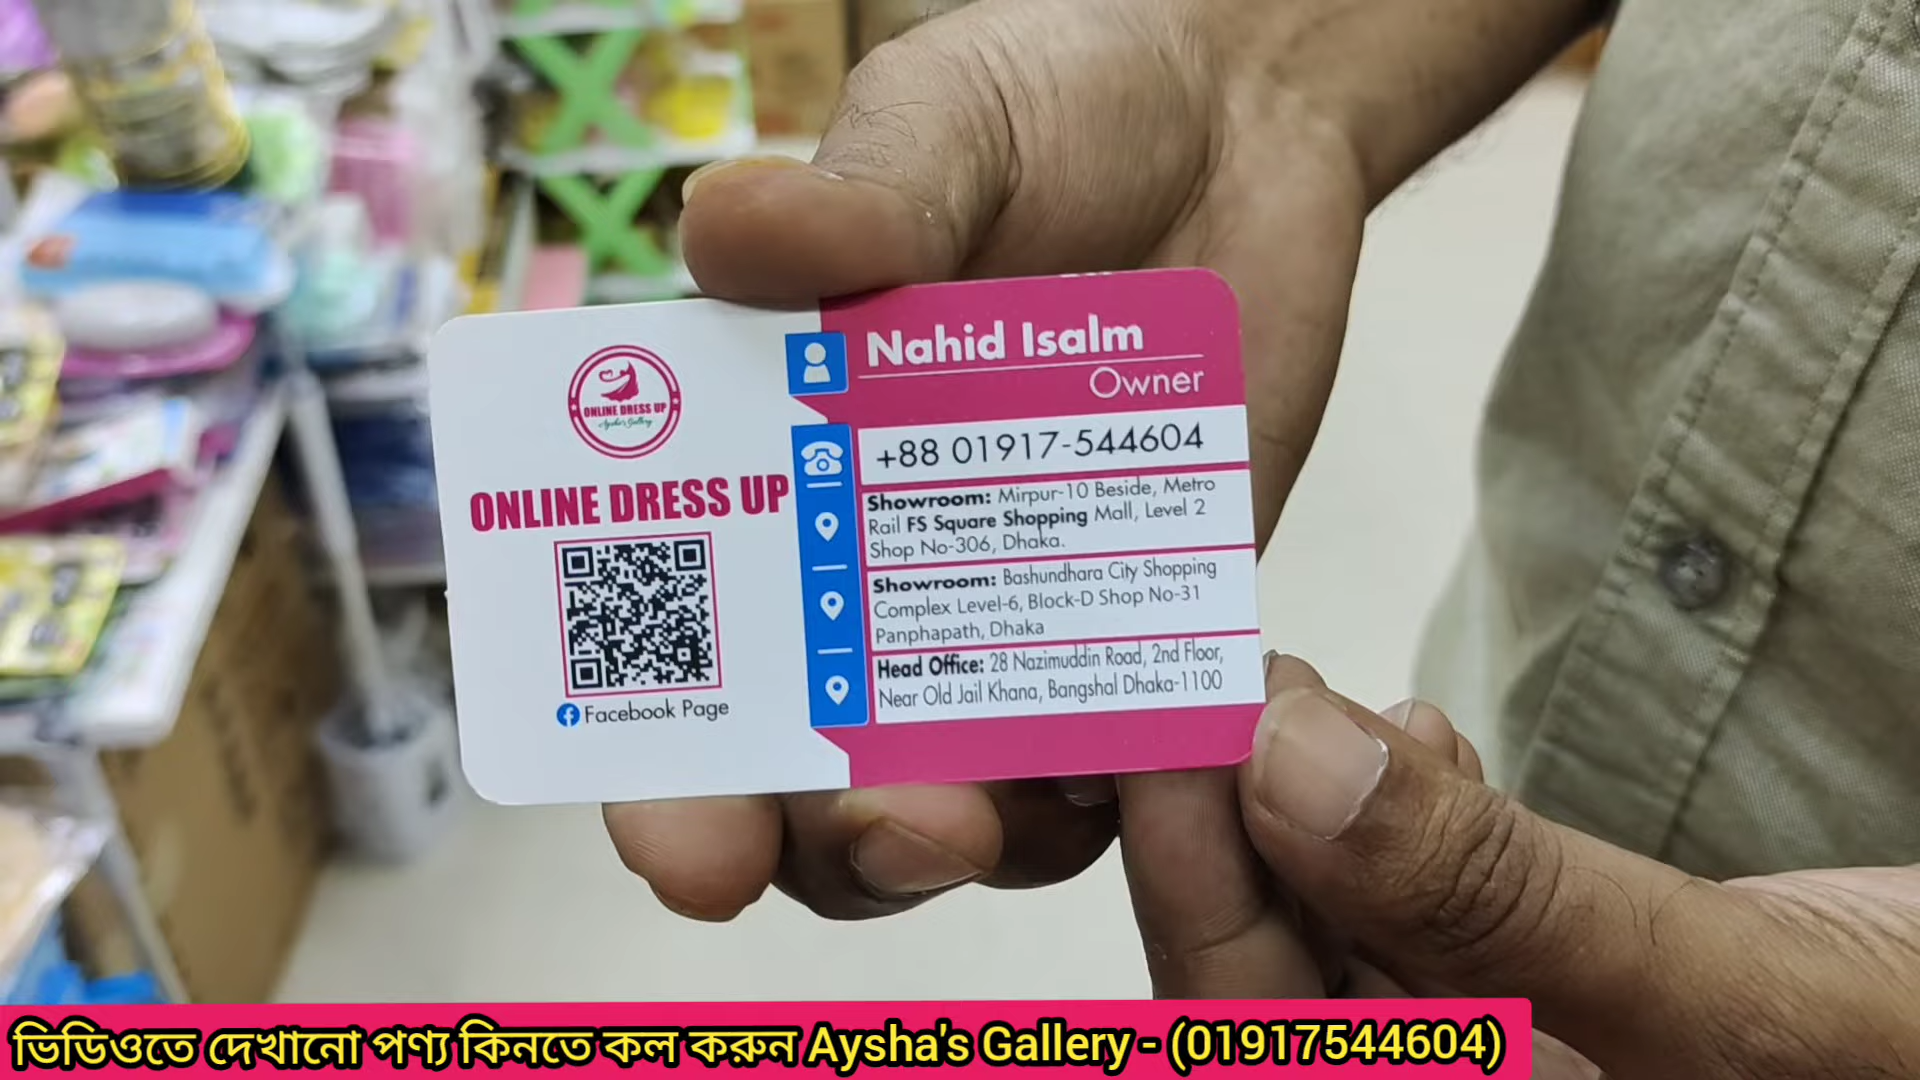 ONLINE DRESS UP
Aysha's Gallery
ONLINE DRESS UP
Facebook Page
Nahid Isalm
Owner
+88 01917-544604
Showroom: Mirpur-10 Beside, Metro
Rail FS Square Shopping Mall, Level 2
Shop No-306, Dhaka.
Showroom: Bashundhara City Shopping
Complex Level-6, Block-D Shop No-31
Panphapath, Dhaka
Head Office: 28 Nazimuddin Road, 2nd Floor,
Near Old Jail Khana, Bangshal Dhaka-1100
ভিডিওতে দেখানো পণ্য কিনতে কল করুন Aysha's Gallery - (01917544604)